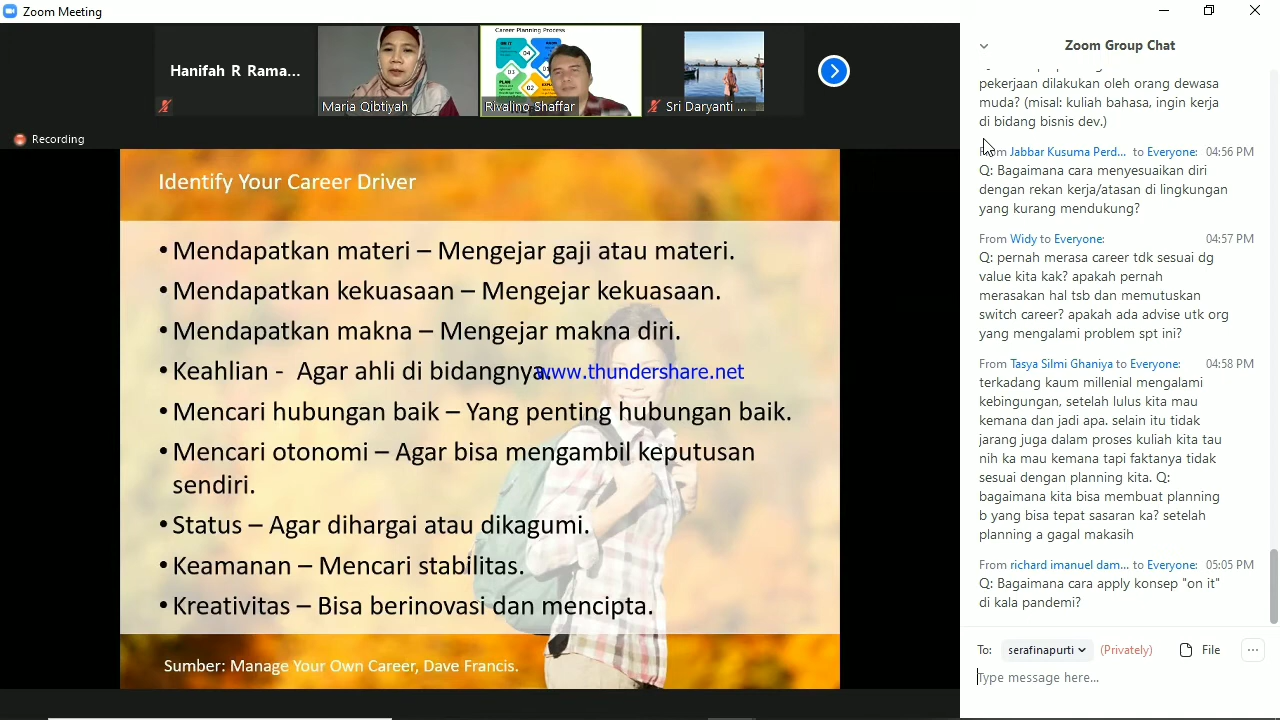 Zoom Meeting
Career Planning Process
04
03
02
Hanifah R Rama...
Maria Qibtiyah
Rivalino Shaffar
Sri Daryanti ...
Recording
Identify Your Career Driver
• Mendapatkan materi – Mengejar gaji atau materi.
• Mendapatkan kekuasaan – Mengejar kekuasaan.
• Mendapatkan makna – Mengejar makna diri.
• Keahlian - Agar ahli di bidangnya.
www.thundershare.net
• Mencari hubungan baik – Yang penting hubungan baik.
• Mencari otonomi – Agar bisa mengambil keputusan
sendiri.
• Status – Agar dihargai atau dikagumi.
• Keamanan – Mencari stabilitas.
• Kreativitas – Bisa berinovasi dan mencipta.
Sumber: Manage Your Own Career, Dave Francis.
Zoom Group Chat
pekerjaan dilakukan oleh orang dewasa
muda? (misal: kuliah bahasa, ingin kerja
di bidang bisnis dev.)
From Jabbar Kusuma Perd... to Everyone: 04:56 PM
Q: Bagaimana cara menyesuaikan diri
dengan rekan kerja/atasan di lingkungan
yang kurang mendukung?
From Widy to Everyone: 04:57 PM
Q: pernah merasa career tdk sesuai dg
value kita kak? apakah pernah
merasakan hal tsb dan memutuskan
switch career? apakah ada advise utk org
yang mengalami problem spt ini?
From Tasya Silmi Ghaniya to Everyone: 04:58 PM
terkadang kaum millenial mengalami
kebingungan, setelah lulus kita mau
kemana dan jadi apa. selain itu tidak
jarang juga dalam proses kuliah kita tau
nih ka mau kemana tapi faktanya tidak
sesuai dengan planning kita. Q:
bagaimana kita bisa membuat planning
b yang bisa tepat sasaran ka? setelah
planning a gagal makasih
From richard imanuel dam... to Everyone: 05:05 PM
Q: Bagaimana cara apply konsep "on it"
di kala pandemi?
To: serafinapurti (Privately) File
Type message here...